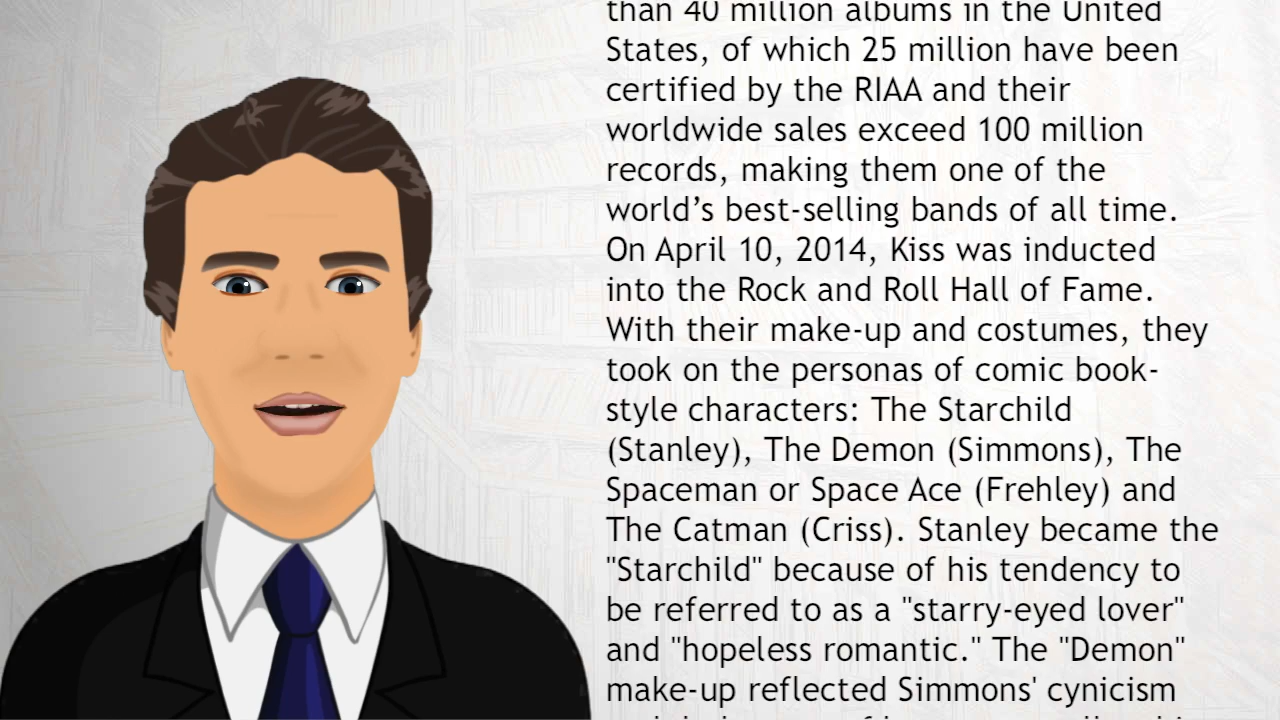 than 40 million albums in the United
States, of which 25 million have been
certified by the RIAA and their
worldwide sales exceed 100 million
records, making them one of the
world’s best-selling bands of all time.
On April 10, 2014, Kiss was inducted
into the Rock and Roll Hall of Fame.
With their make-up and costumes, they
took on the personas of comic book-
style characters: The Starchild
(Stanley), The Demon (Simmons), The
Spaceman or Space Ace (Frehley) and
The Catman (Criss). Stanley became the
"Starchild" because of his tendency to
be referred to as a "starry-eyed lover"
and "hopeless romantic." The "Demon"
make-up reflected Simmons' cynicism